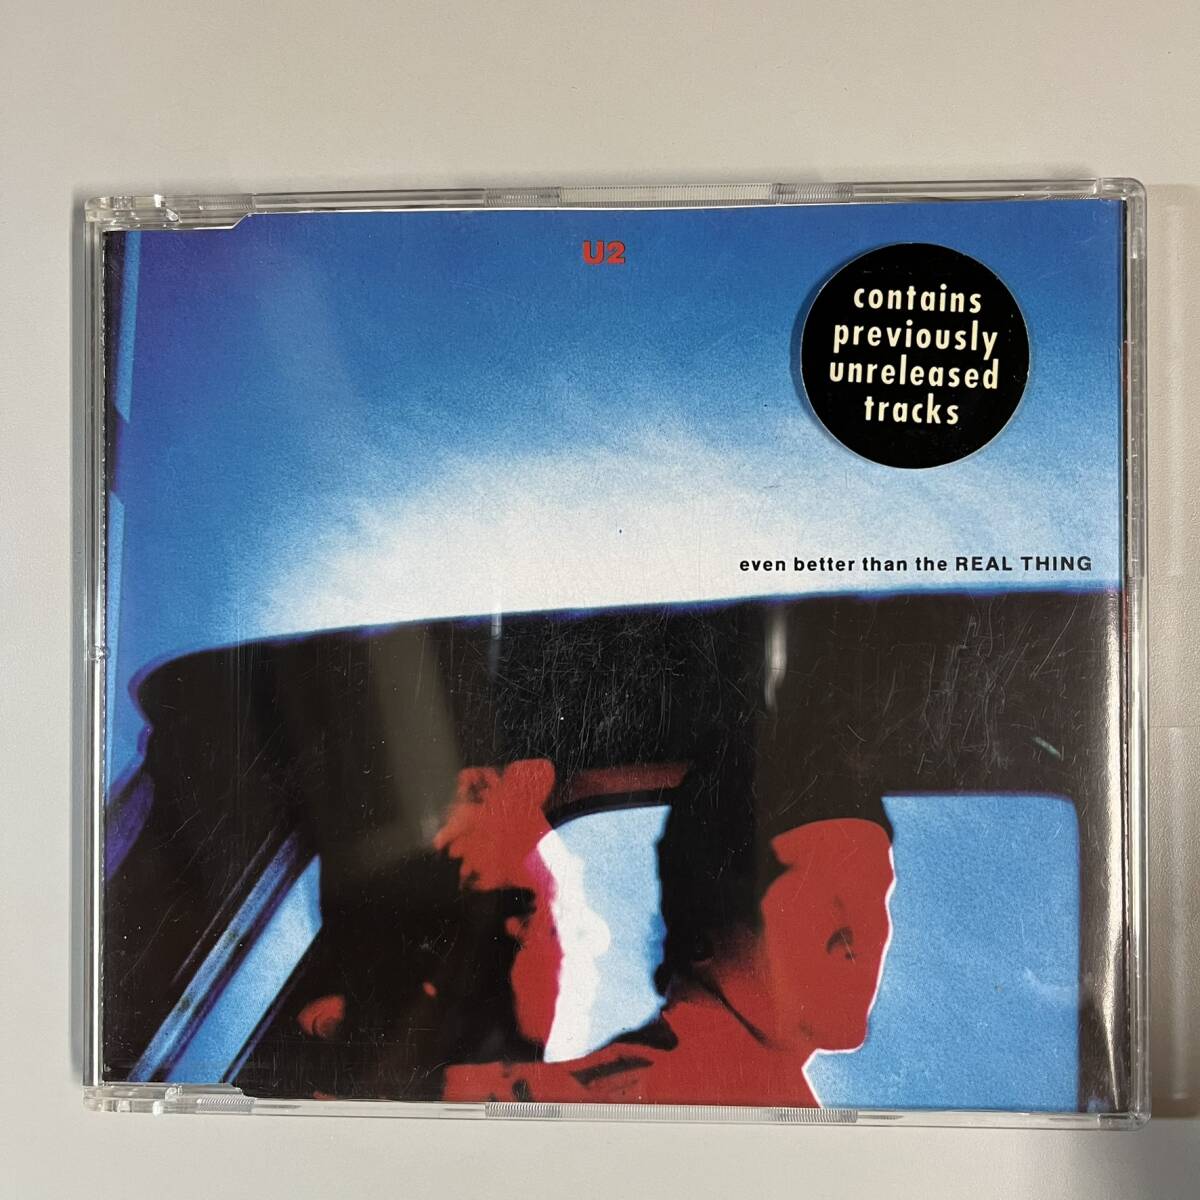 U2
contains
previously
unreleased
tracks
even better than the REAL THING